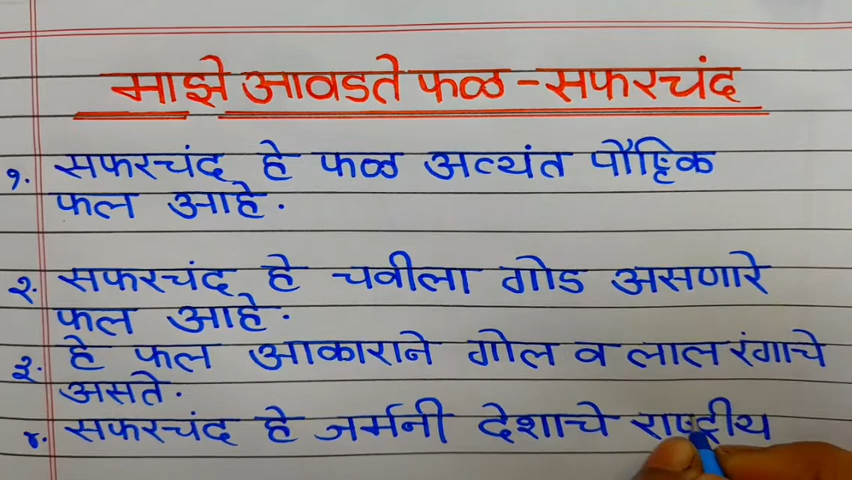 माझे आवडते फळ - सफरचंद
१. सफरचंद हे फळ अत्यंत पौष्टिक
फल आहे.
२. सफरचंद हे चवीला गोड असणारे
फल आहे.
३. हे फल आकाराने गोल व लाल रंगाचे
असते.
४. सफरचंद हे जर्मनी देशाचे राष्ट्रीय